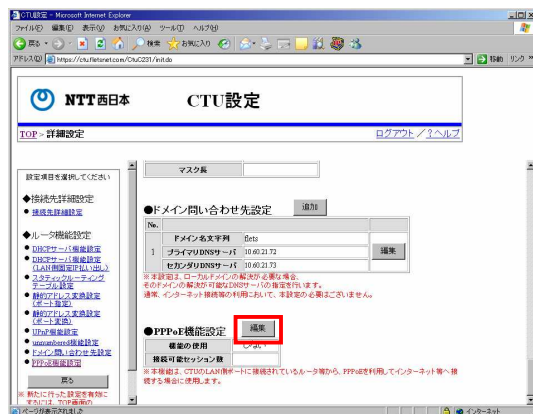 CTU設定 - Microsoft Internet Explorer
ファイル(F) 編集(E) 表示(V) お気に入り(A) ツール(T) ヘルプ(H)
戻る 検索 お気に入り
アドレス(D) https://ctu.fletsnet.com/CtuC231/init.do 移動 リンク »
NTT西日本 CTU設定
TOP > 詳細設定 ログアウト / ? ヘルプ
設定項目を選択してください
◆接続先詳細設定
● 接続先詳細設定
◆ルータ機能設定
● DHCPサーバ機能設定
● DHCPサーバ機能設定
(LAN側固定IP払い出し)
● スタティックルーティング
テーブル設定
● 静的アドレス変換設定
(ポート指定)
● 静的アドレス変換設定
(ポート変換)
● UPnP機能設定
● unnumbered機能設定
● ドメイン問い合わせ先設定
● PPPoE機能設定
戻る
※ 新たに行った設定を有効に
するには、TOP画面の
マスク長
●ドメイン問い合わせ先設定 追加
No.
1 ドメイン名文字列 flets 編集
プライマリDNSサーバ 10.60.21.72
セカンダリDNSサーバ 10.60.21.73
※ 本設定は、ローカルドメインの解決が必要な場合、
そのドメインの解決が可能なDNSサーバの指定を行います。
通常、インターネット接続等の利用において、本設定の必要はございません。
●PPPoE機能設定 編集
機能の使用
接続可能セッション数
※ 本機能は、CTUのLAN側ポートに接続されているルータ等から、PPPoEを利用してインターネット等へ接
続する場合に使用します。
ページが表示されました インターネット